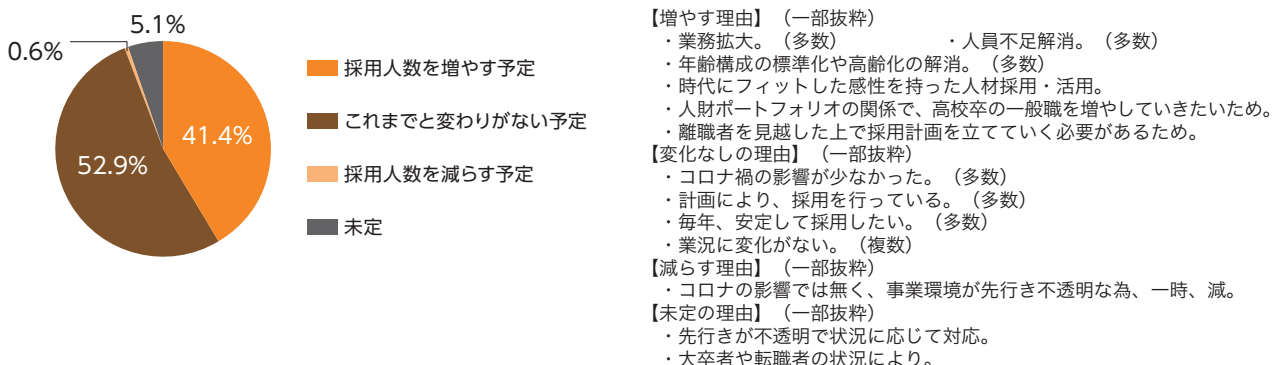 5.1%
0.6%
41.4%
52.9%
採用人数を増やす予定
これまでと変わりがない予定
採用人数を減らす予定
未定
【増やす理由】（一部抜粋）
・業務拡大。（多数）　・人員不足解消。（多数）
・年齢構成の標準化や高齢化の解消。（多数）
・時代にフィットした感性を持った人材採用・活用。
・人財ポートフォリオの関係で、高校卒の一般職を増やしていきたいため。
・離職者を見越した上で採用計画を立てていく必要があるため。
【変化なしの理由】（一部抜粋）
・コロナ禍の影響が少なかった。（多数）
・計画により、採用を行っている。（多数）
・毎年、安定して採用したい。（多数）
・業況に変化がない。（複数）
【減らす理由】（一部抜粋）
・コロナの影響では無く、事業環境が先行き不透明な為、一時、減。
【未定の理由】（一部抜粋）
・先行きが不透明で状況に応じて対応。
・大卒者や転職者の状況により。